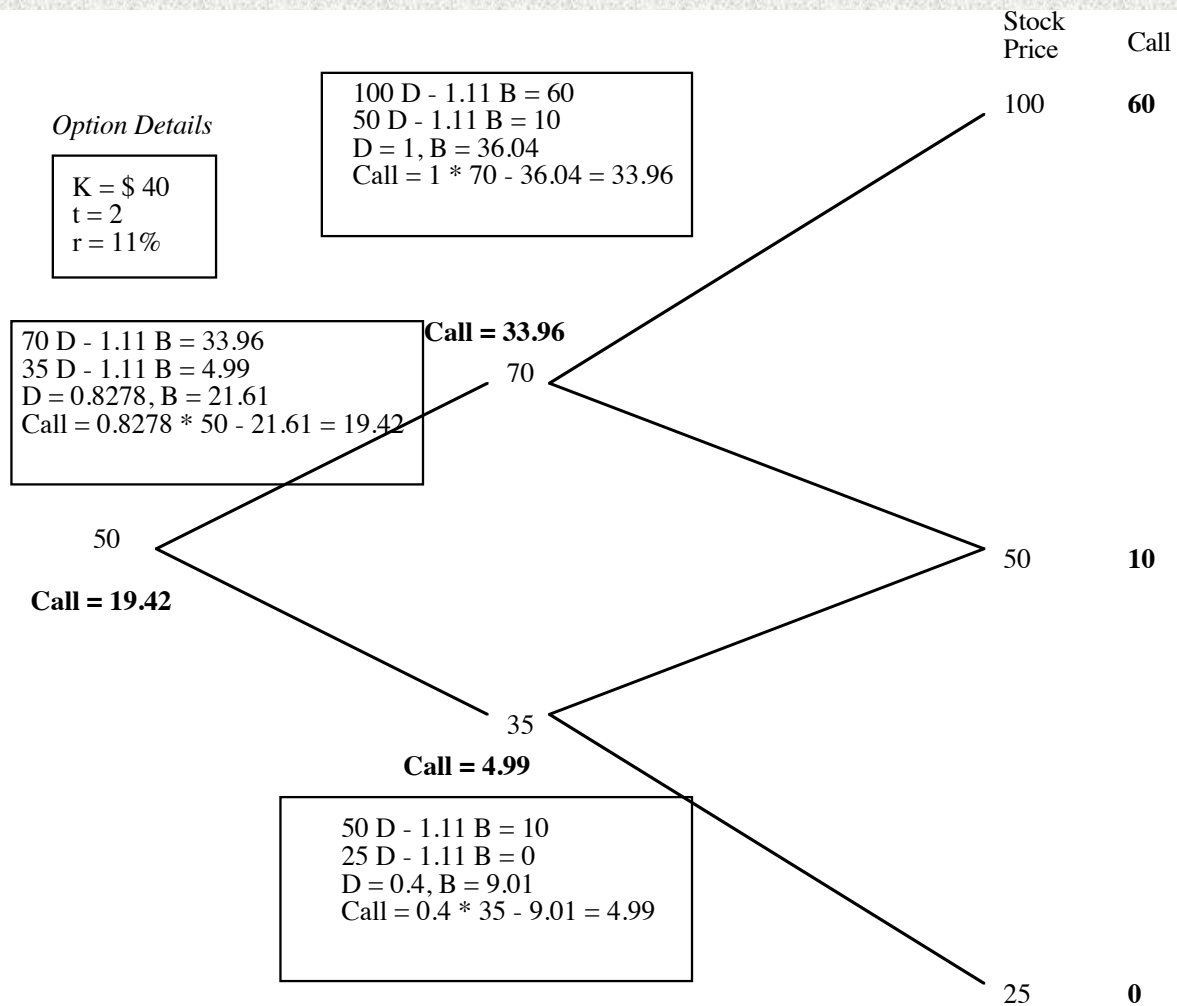 Stock
Price
Call
100 D - 1.11 B = 60
50 D - 1.11 B = 10
D = 1, B = 36.04
Call = 1 * 70 - 36.04 = 33.96
100
60
Option Details
K = $ 40
t = 2
r = 11%
70 D - 1.11 B = 33.96
35 D - 1.11 B = 4.99
D = 0.8278, B = 21.61
Call = 0.8278 * 50 - 21.61 = 19.42
Call = 33.96
70
50
Call = 19.42
50
10
35
Call = 4.99
50 D - 1.11 B = 10
25 D - 1.11 B = 0
D = 0.4, B = 9.01
Call = 0.4 * 35 - 9.01 = 4.99
25
0